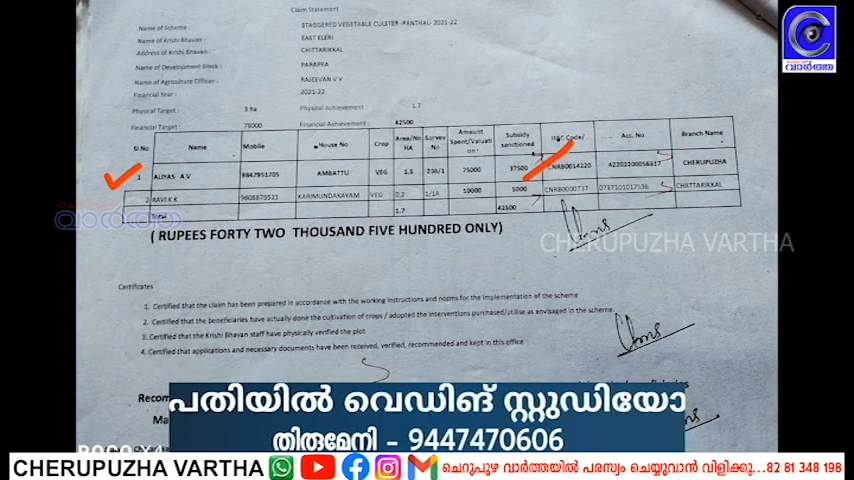 Claim Statement
Name of Scheme : STAGGERED VEGETABLE CULSTER -PANTHAL- 2021-22
Name of Krishi Bhavan: EAST ELERI
Address of Krishi Bhavan: CHITTARIKKAL
Name of Development Block : PARAPPA
Name of Agriculture Officer : RAJEEVAN V V
Financial Year : 2021-22
Physical Target : 3 ha Physical Achievement : 1.7
Financial Target : 75000 Financial Achievement : 42500
Sl.No Name Mobile House No Crop Area/No HA Survey No Amount Spent/Valuation Subsidy sanctioned IFSC Code/ Acc. No Branch Name
1 ALIYAS A V 9847951705 AMBATTU VEG 1.5 236/1 75000 37500 CNRB0014220 42202200056317 CHERUPUZHA
2 RAVI K K 9605875521 KARIMUNDAKAYAM VEG 0.2 1/1A 10000 5000 CNRB0000737 0737101017536 CHITTARIKKAL
Total 1.7 42500
( RUPEES FORTY TWO THOUSAND FIVE HUNDRED ONLY)
CHERUPUZHA VARTHA
Certificates
1. Certified that the claim has been prepared in accordance with the working instructions and norms for the implementation of the scheme
2. Certified that the beneficiaries have actually done the cultivation of crops / adopted the interventions purchased/utilise as envisaged in the scheme.
3. Certified that the Krishi Bhavan staff have physically verified the plot
4. Certified that applications and necessary documents have been received, verified, recommended and kept in this office
വാർത്ത
പതിയിൽ വെഡിങ് സ്റ്റുഡിയോ
തിരുമേനി – 9447470606
CHERUPUZHA VARTHA ചെറുപുഴ വാർത്തയിൽ പരസ്യം ചെയ്യുവാൻ വിളിക്കൂ...82 81 348 198